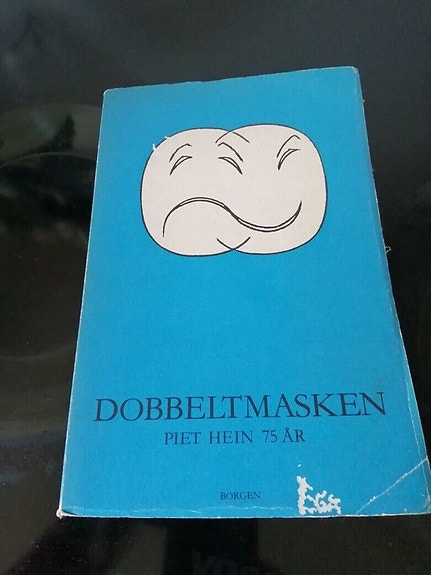 DOBBELTMASKEN
PIET HEIN 75 ÅR
BORGEN